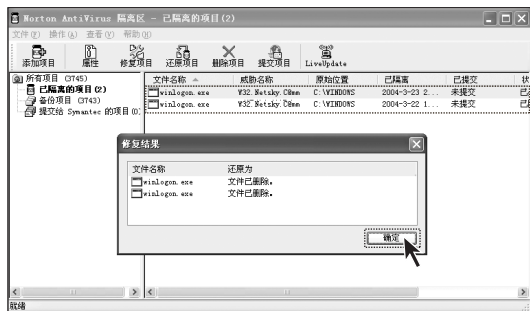 Norton AntiVirus 隔离区 - 已隔离的项目(2)
文件(F) 操作(A) 查看(V) 帮助(H)
添加项目 属性 修复项目 还原项目 删除项目 提交项目 LiveUpdate
所有项目 (3745)
已隔离的项目(2)
备份项目 (3743)
提交给 Symantec 的项目(0)
文件名称 威胁名称 原始位置 已隔离 已提交 状
winlogon.exe W32.Netsky.C@mm C:\WINDOWS 2004-3-23 2... 未提交 已
winlogon.exe W32.Netsky.C@mm C:\WINDOWS 2004-3-22 1... 未提交 已
修复结果
文件名称 还原为
winlogon.exe 文件已删除。
winlogon.exe 文件已删除。
确定
就绪